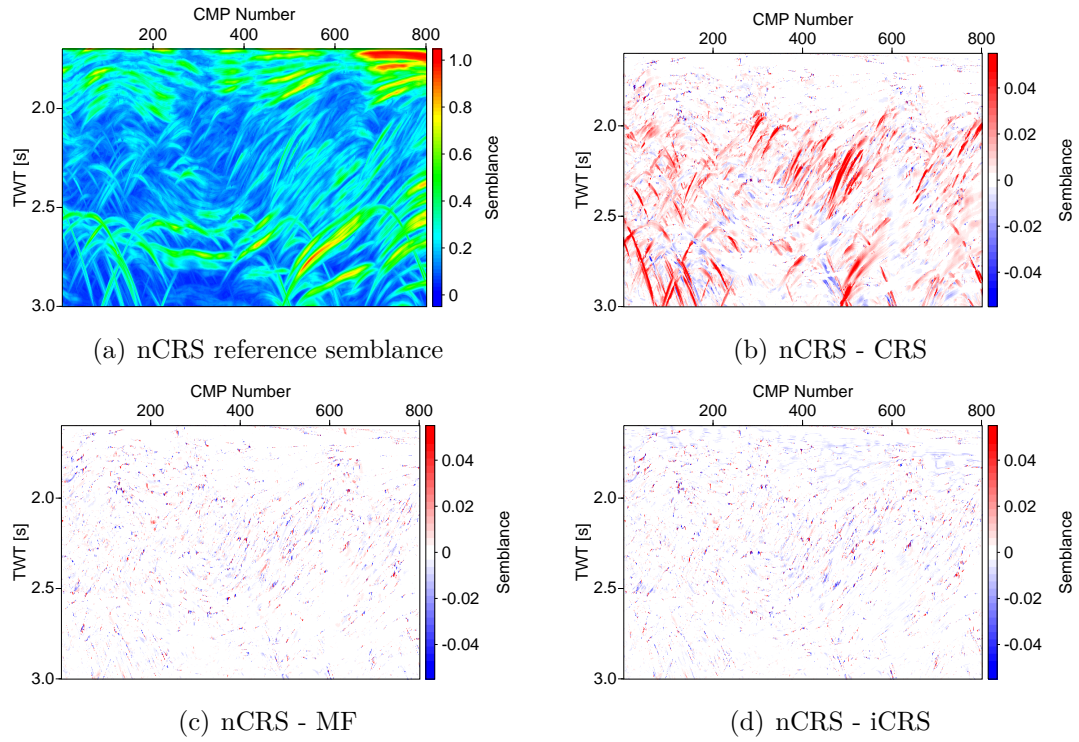 CMP Number
200 400 600 800
TWT [s]
2.0
2.5
3.0
1.0
0.8
0.6
0.4
0.2
0
Semblance
(a) nCRS reference semblance
CMP Number
200 400 600 800
TWT [s]
2.0
2.5
3.0
0.04
0.02
0
-0.02
-0.04
Semblance
(b) nCRS - CRS
CMP Number
200 400 600 800
TWT [s]
2.0
2.5
3.0
0.04
0.02
0
-0.02
-0.04
Semblance
(c) nCRS - MF
CMP Number
200 400 600 800
TWT [s]
2.0
2.5
3.0
0.04
0.02
0
-0.02
-0.04
Semblance
(d) nCRS - iCRS